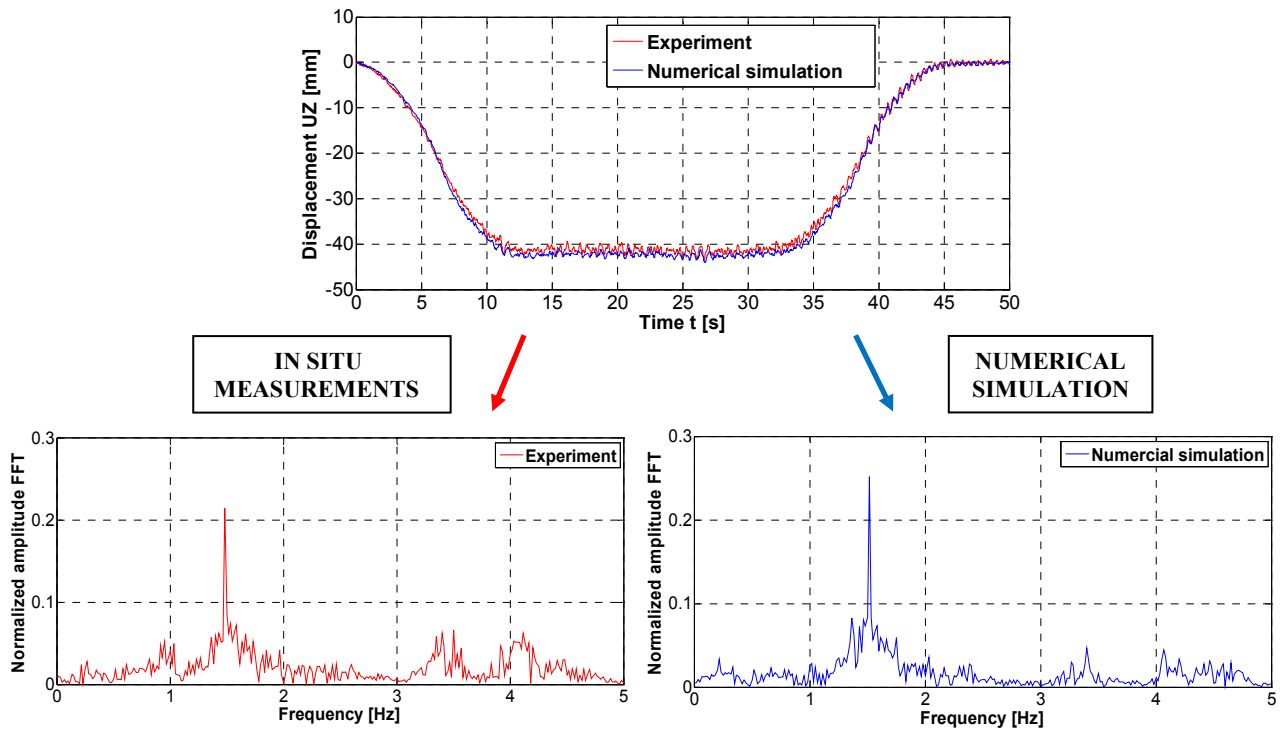 10
0
-10
-20
-30
-40
-50
Displacement UZ [mm]
Experiment
Numerical simulation
0 5 10 15 20 25 30 35 40 45 50
Time t [s]
IN SITU
MEASUREMENTS
NUMERICAL
SIMULATION
0.3
0.2
0.1
0
Normalized amplitude FFT
Experiment
0 1 2 3 4 5
Frequency [Hz]
0.3
0.2
0.1
0
Normalized amplitude FFT
Numercial simulation
0 1 2 3 4 5
Frequency [Hz]